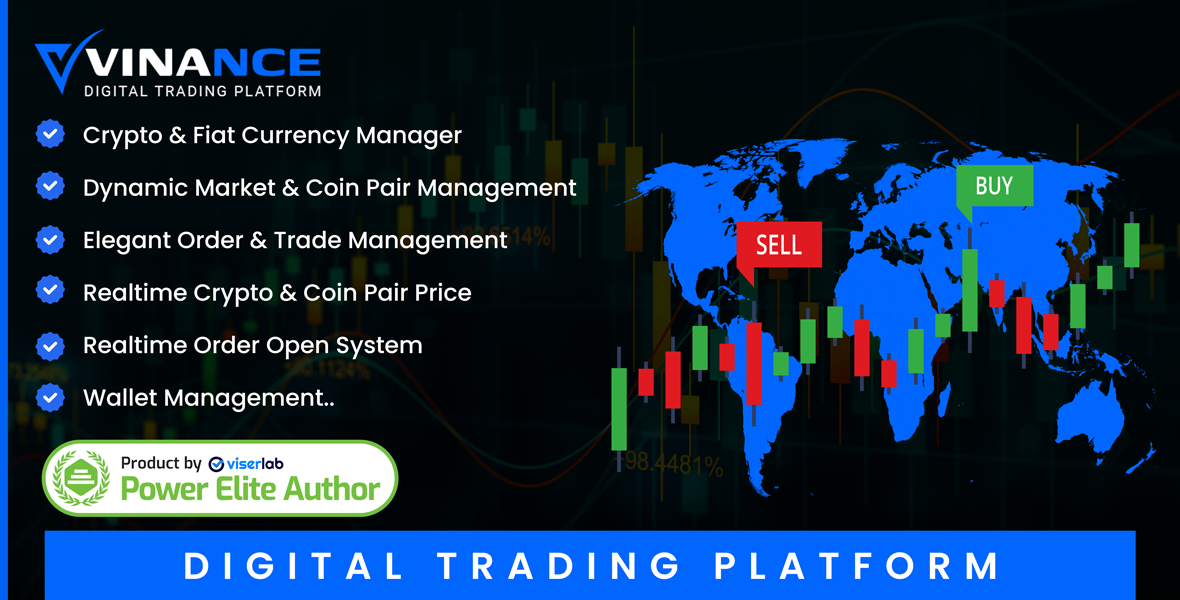 VINANCE
DIGITAL TRADING PLATFORM
Crypto & Fiat Currency Manager
Dynamic Market & Coin Pair Management
Elegant Order & Trade Management
Realtime Crypto & Coin Pair Price
Realtime Order Open System
Wallet Management..
SELL
BUY
98.4481%
Product by viserlab
Power Elite Author
DIGITAL TRADING PLATFORM